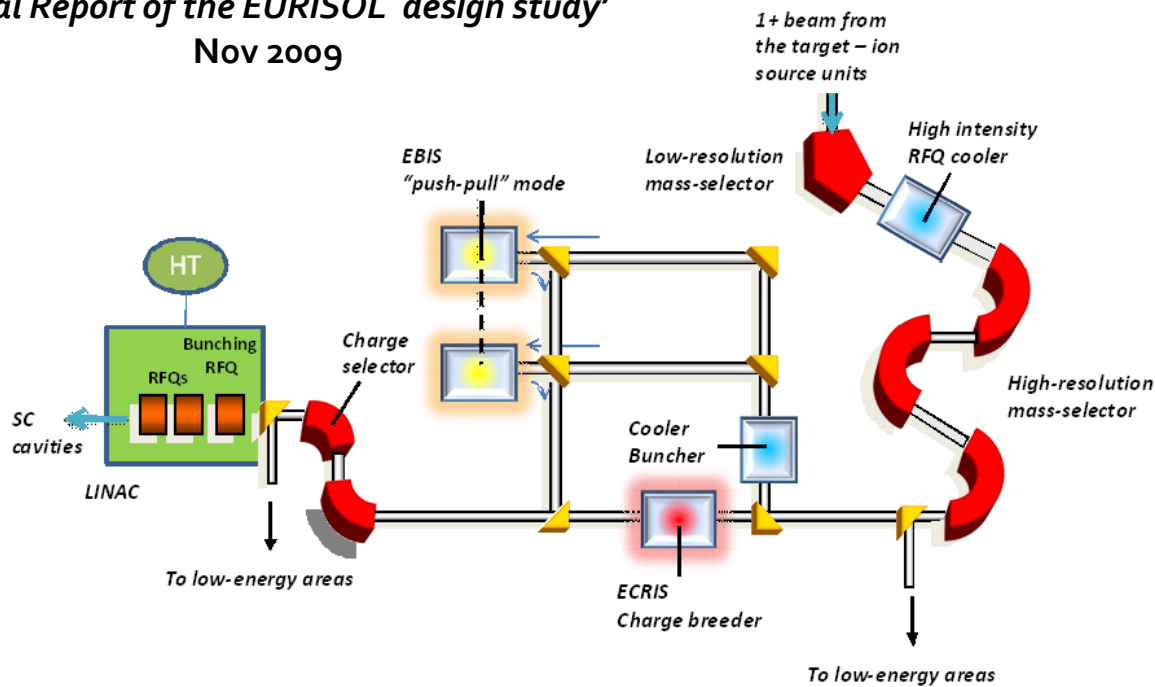 al Report of the EURISOL design study'
Nov 2009
1+ beam from
the target – ion
source units
High intensity
RFQ cooler
Low-resolution
mass-selector
EBIS
"push-pull" mode
HT
Bunching
RFQ
RFQs
Charge
selector
High-resolution
mass-selector
SC
cavities
Cooler
Buncher
LINAC
To low-energy areas
ECRIS
Charge breeder
To low-energy areas